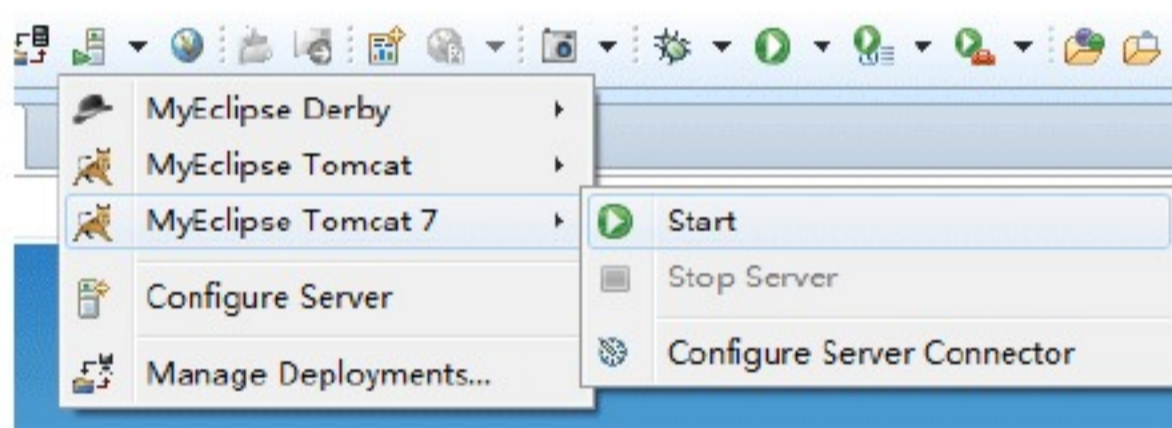 MyEclipse Derby
MyEclipse Tomcat
MyEclipse Tomcat 7
Configure Server
Manage Deployments...
Start
Stop Server
Configure Server Connector